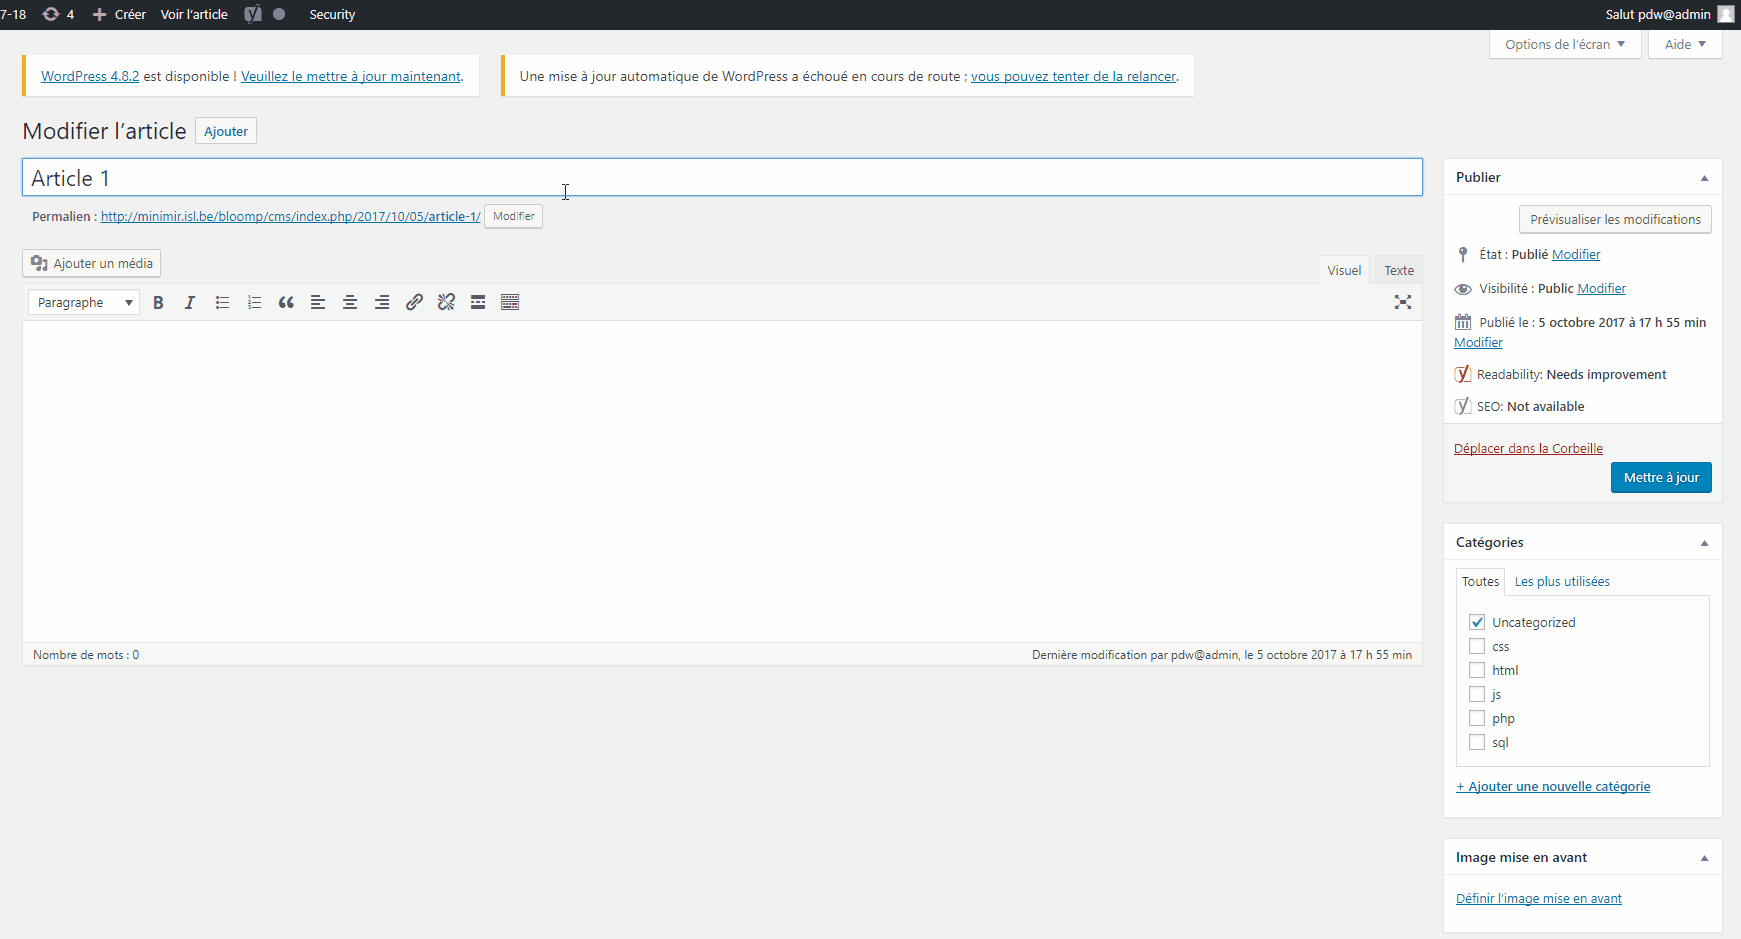 7-18 4 Créer Voir l'article Security Salut pdw@admin
Options de l'écran Aide
WordPress 4.8.2 est disponible ! Veuillez le mettre à jour maintenant.
Une mise à jour automatique de WordPress a échoué en cours de route ; vous pouvez tenter de la relancer.
Modifier l'article Ajouter
Article 1
Permalien : http://minimir.isl.be/bloomp/cms/index.php/2017/10/05/article-1/ Modifier
Ajouter un média
Visuel Texte
Paragraphe
Nombre de mots : 0
Dernière modification par pdw@admin, le 5 octobre 2017 à 17 h 55 min
Publier
Prévisualiser les modifications
État : Publié Modifier
Visibilité : Public Modifier
Publié le : 5 octobre 2017 à 17 h 55 min
Modifier
Readability: Needs improvement
SEO: Not available
Déplacer dans la Corbeille
Mettre à jour
Catégories
Toutes Les plus utilisées
Uncategorized
css
html
js
php
sql
+ Ajouter une nouvelle catégorie
Image mise en avant
Définir l'image mise en avant